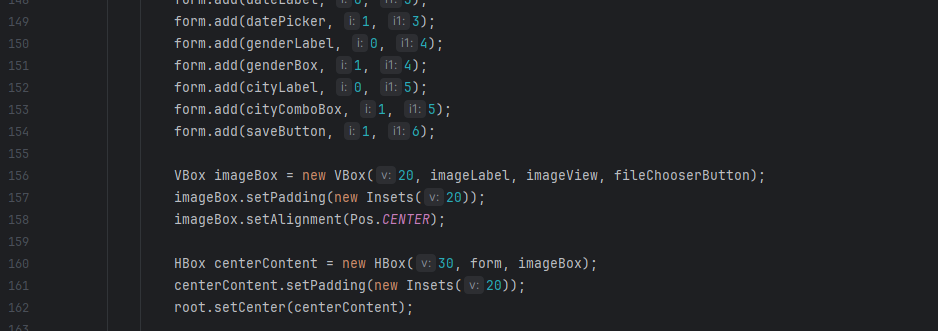 148 form.add(dateLabel, i: 0, i1: 3);
149 form.add(datePicker, i: 1, i1: 3);
150 form.add(genderLabel, i: 0, i1: 4);
151 form.add(genderBox, i: 1, i1: 4);
152 form.add(cityLabel, i: 0, i1: 5);
153 form.add(cityComboBox, i: 1, i1: 5);
154 form.add(saveButton, i: 1, i1: 6);
155
156 VBox imageBox = new VBox( v: 20, imageLabel, imageView, fileChooserButton);
157 imageBox.setPadding(new Insets( v: 20));
158 imageBox.setAlignment(Pos.CENTER);
159
160 HBox centerContent = new HBox( v: 30, form, imageBox);
161 centerContent.setPadding(new Insets( v: 20));
162 root.setCenter(centerContent);
163